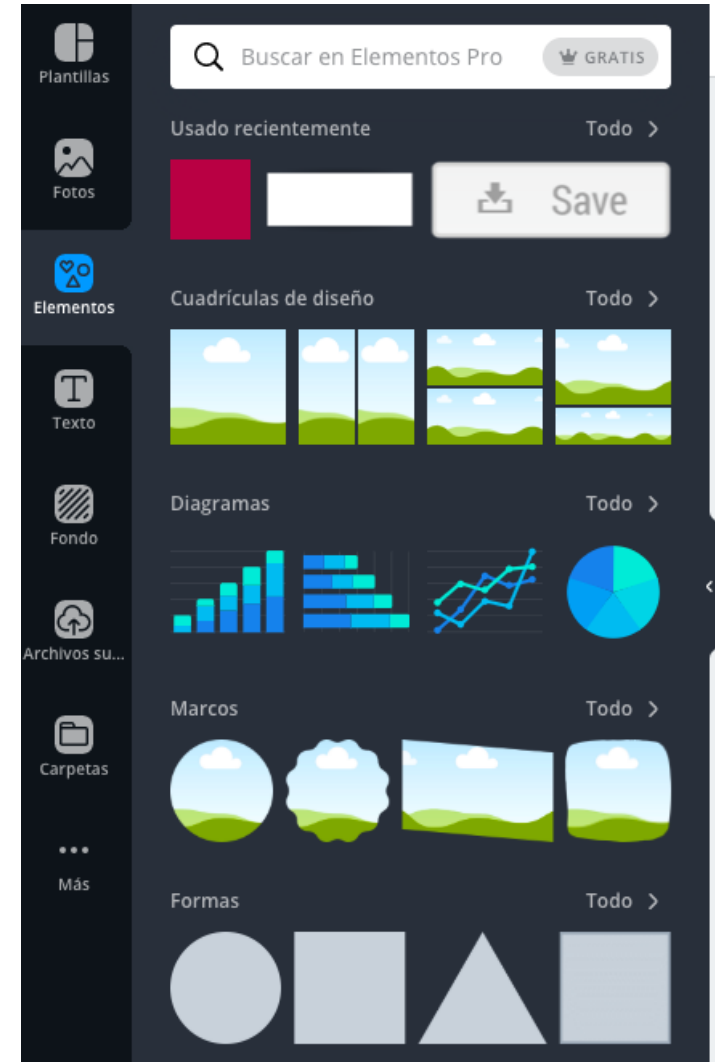 Plantillas
Fotos
Elementos
Texto
Fondo
Archivos su...
Carpetas
Más
Buscar en Elementos Pro
GRATIS
Usado recientemente
Todo
Save
Cuadrículas de diseño
Todo
Diagramas
Todo
Marcos
Todo
Formas
Todo